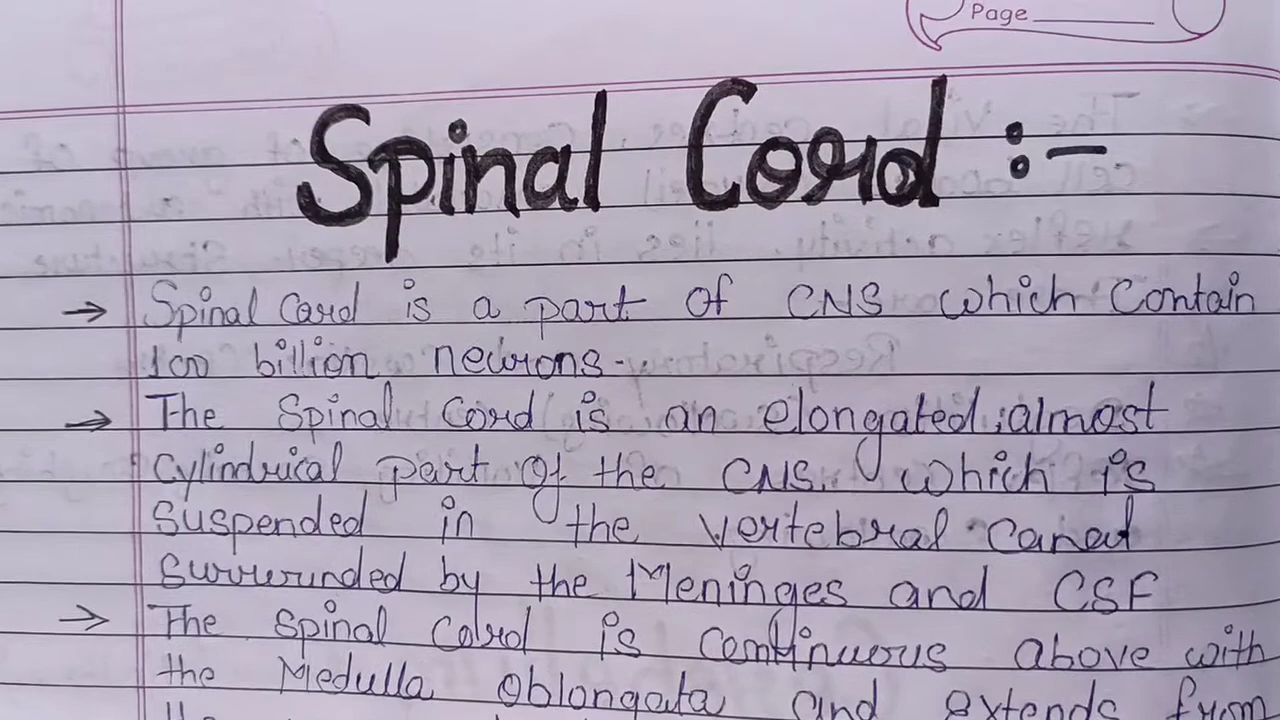 Page
Spinal Cord :-
→ Spinal Cord is a part of CNS which Contain
100 billion neurons.
→ The Spinal Cord is an elongated, almost
Cylindrical part of the CNS. which is
Suspended in the vertebral Canal
Surrounded by the Meninges and CSF
→ The Spinal Cord is continuous above with
the Medulla oblongata and extends from